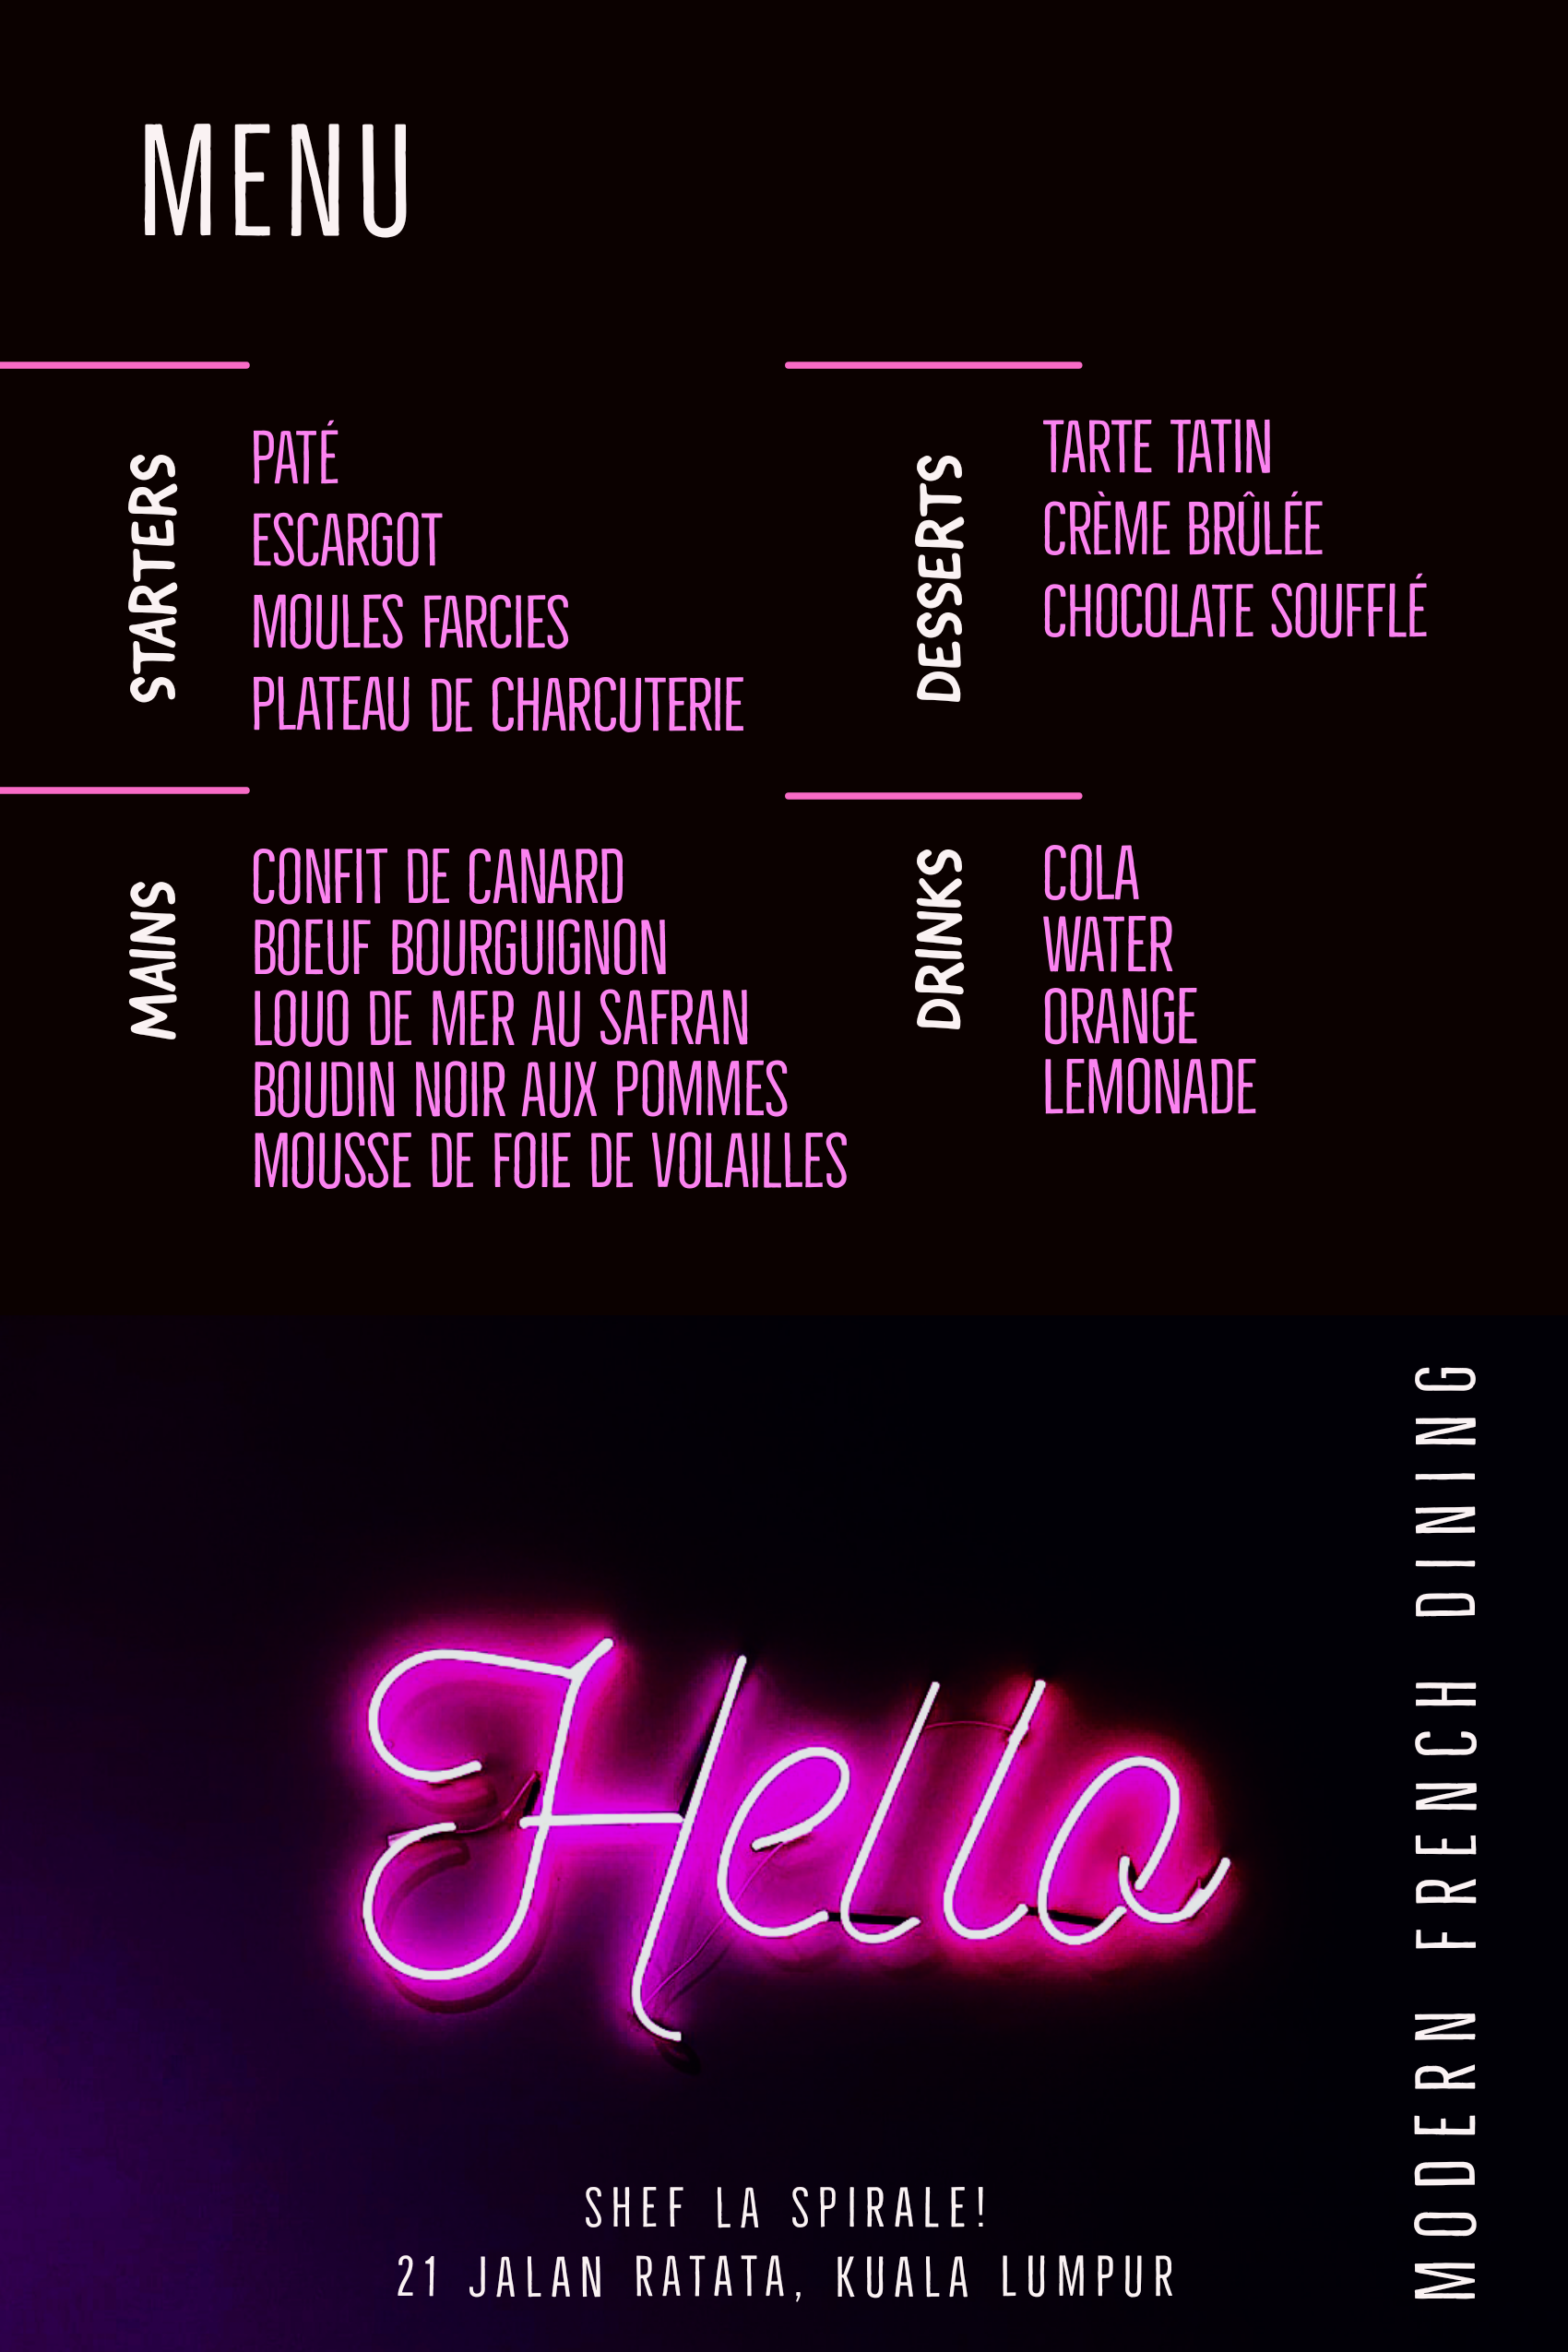 MENU
STARTERS
PATÉ
ESCARGOT
MOULES FARCIES
PLATEAU DE CHARCUTERIE
MAINS
CONFIT DE CANARD
BOEUF BOURGUIGNON
LOUO DE MER AU SAFRAN
BOUDIN NOIR AUX POMMES
MOUSSE DE FOIE DE VOLAILLES
DESSERTS
TARTE TATIN
CRÈME BRÛLÉE
CHOCOLATE SOUFFLÉ
DRINKS
COLA
WATER
ORANGE
LEMONADE
Hello
MODERN FRENCH DINING
SHEF LA SPIRALE!
21 JALAN RATATA, KUALA LUMPUR